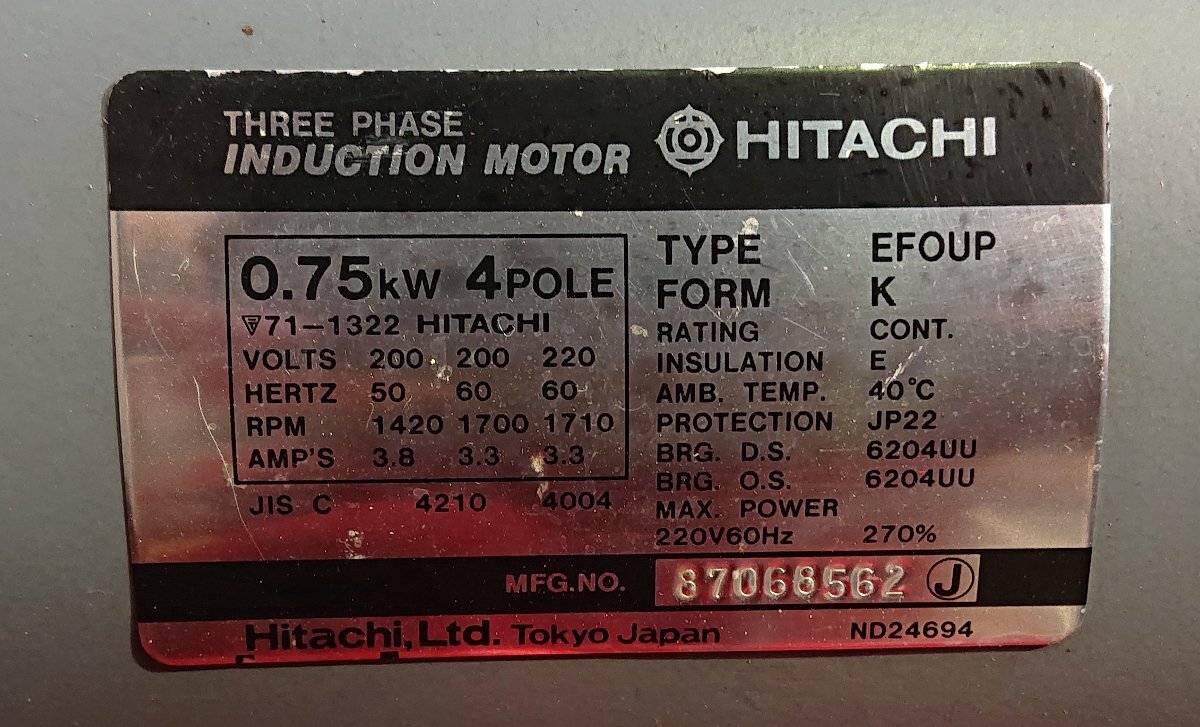 THREE PHASE
INDUCTION MOTOR
HITACHI
0.75kW 4POLE
71-1322 HITACHI
VOLTS 200 200 220
HERTZ 50 60 60
RPM 1420 1700 1710
AMP'S 3.8 3.3 3.3
JIS C 4210 4004
TYPE EFOUP
FORM K
RATING CONT.
INSULATION E
AMB. TEMP. 40°C
PROTECTION JP22
BRG. D.S. 6204UU
BRG. O.S. 6204UU
MAX. POWER
220V60Hz 270%
MFG.NO. 87068562 J
Hitachi, Ltd. Tokyo Japan ND24694